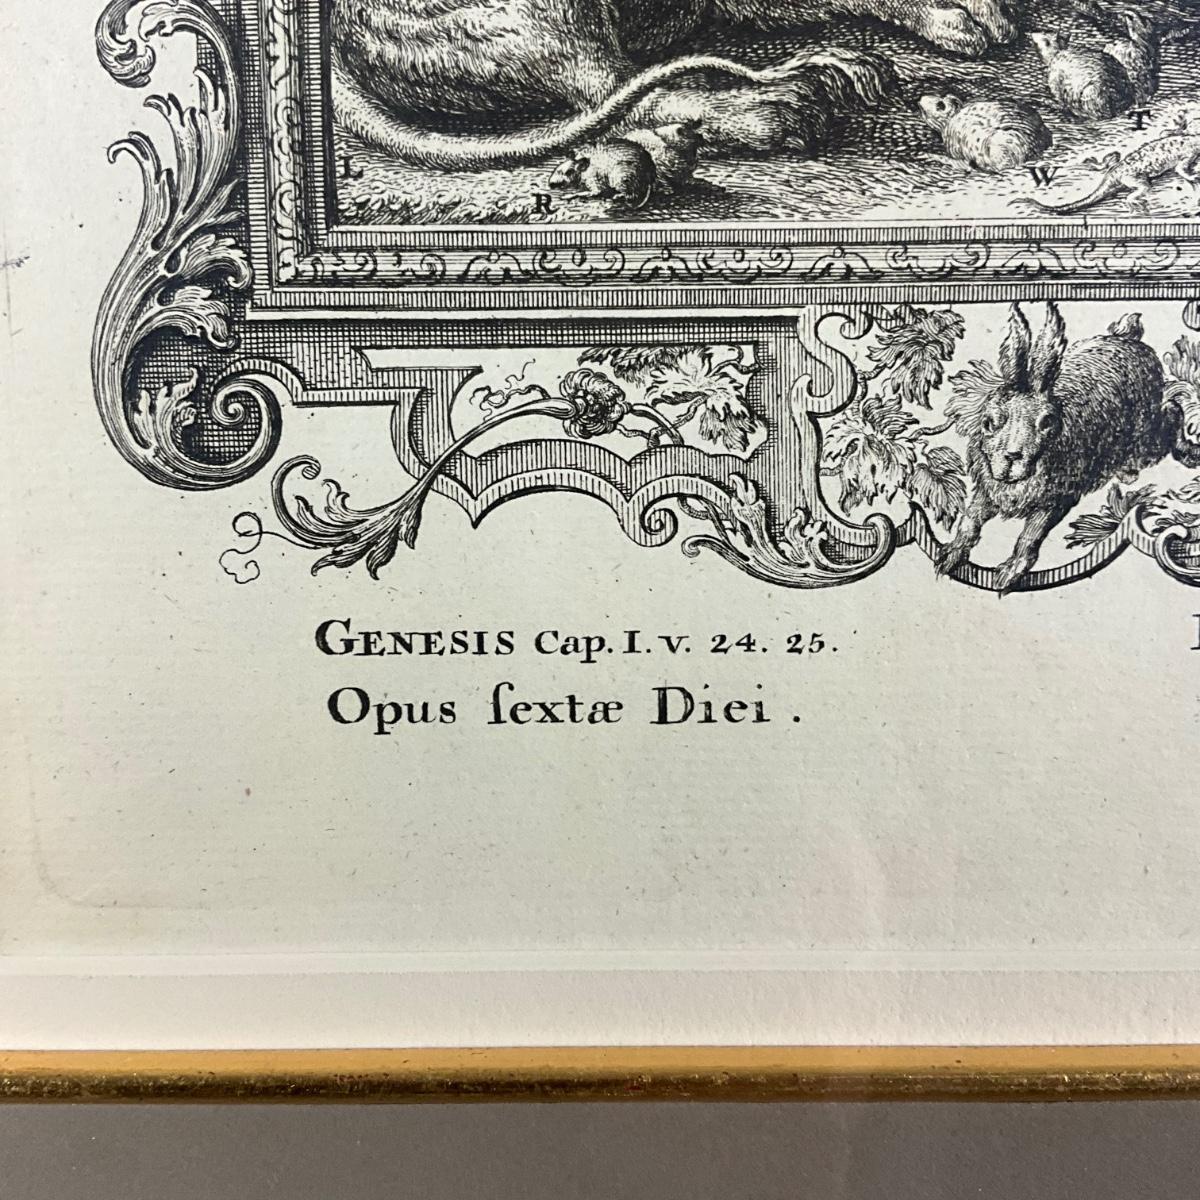 L
R
T
W
GENESIS Cap. I. v. 24. 25.
Opus ſextæ Diei .